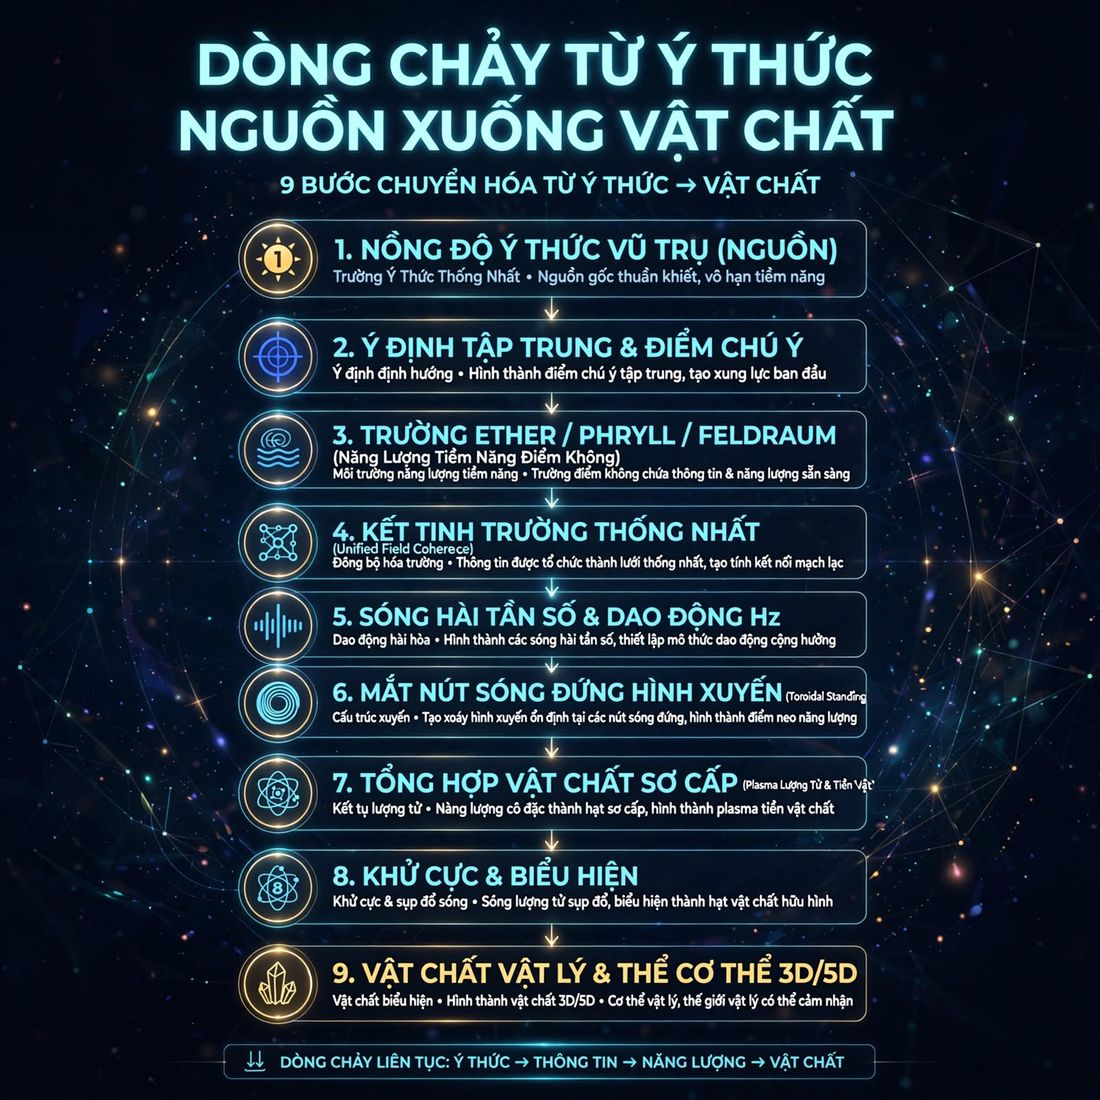 DÒNG CHẢY TỪ Ý THỨC
NGUỒN XUỐNG VẬT CHẤT
9 BƯỚC CHUYỂN HÓA TỪ Ý THỨC → VẬT CHẤT
1
1. NỒNG ĐỘ Ý THỨC VŨ TRỤ (NGUỒN)
Trường Ý Thức Thống Nhất • Nguồn gốc thuần khiết, vô hạn tiềm năng
2. Ý ĐỊNH TẬP TRUNG & ĐIỂM CHÚ Ý
Ý định định hướng • Hình thành điểm chú ý tập trung, tạo xung lực ban đầu
3. TRƯỜNG ETHER / PHRYLL / FELDRAUM
(Năng Lượng Tiềm Năng Điểm Không)
Môi trường năng lượng tiềm năng • Trường điểm không chứa thông tin & năng lượng sẵn sàng
4. KẾT TINH TRƯỜNG THỐNG NHẤT
(Unified Field Coherece)
Đồng bộ hóa trường • Thông tin được tổ chức thành lưới thống nhất, tạo tính kết nối mạch lạc
5. SÓNG HÀI TẦN SỐ & DAO ĐỘNG Hz
Dao động hài hòa • Hình thành các sóng hài tần số, thiết lập mô thức dao động cộng hưởng
6. MẮT NÚT SÓNG ĐỨNG HÌNH XUYẾN (Toroidal Standing
Cấu trúc xuyến • Tạo xoáy hình xuyến ổn định tại các nút sóng đứng, hình thành điểm neo năng lượng
7. TỔNG HỢP VẬT CHẤT SƠ CẤP (Plasma Lượng Tử & Tiền Vật
Kết tụ lượng tử • Nàng lượng cô đặc thành hạt sơ cấp, hình thành plasma tiền vật chất
8
8. KHỬ CỰC & BIỂU HIỆN
Khử cực & sụp đổ sóng • Sóng lượng tử sụp đổ, biểu hiện thành hạt vật chất hữu hình
9. VẬT CHẤT VẬT LÝ & THỂ CƠ THỂ 3D/5D
Vật chất biểu hiện • Hình thành vật chất 3D/5D • Cơ thể vật lý, thế giới vật lý có thể cảm nhận
DÒNG CHẢY LIÊN TỤC: Ý THỨC → THÔNG TIN → NĂNG LƯỢNG → VẬT CHẤT